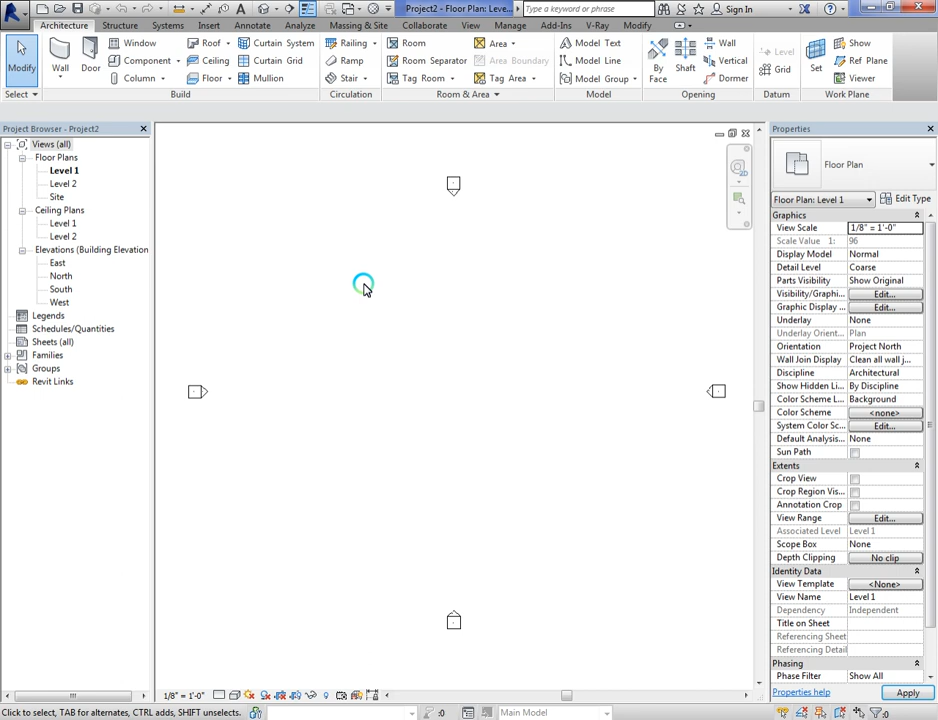 Project2 - Floor Plan: Leve...
Type a keyword or phrase
Sign In
Architecture Structure Systems Insert Annotate Analyze Massing & Site Collaborate View Manage Add-Ins V-Ray Modify
Modify
Wall
Door
Window
Component
Column
Roof
Ceiling
Floor
Curtain System
Curtain Grid
Mullion
Railing
Ramp
Stair
Room
Room Separator
Tag Room
Area
Area Boundary
Tag Area
Model Text
Model Line
Model Group
By Face
Shaft
Wall
Vertical
Dormer
Level
Grid
Set
Show
Ref Plane
Viewer
Select Build Circulation Room & Area Model Opening Datum Work Plane
Project Browser - Project2
Views (all)
Floor Plans
Level 1
Level 2
Site
Ceiling Plans
Level 1
Level 2
Elevations (Building Elevation
East
North
South
West
Legends
Schedules/Quantities
Sheets (all)
Families
Groups
Revit Links
Properties
Floor Plan
Floor Plan: Level 1 Edit Type
Graphics
View Scale 1/8" = 1'-0"
Scale Value 1: 96
Display Model Normal
Detail Level Coarse
Parts Visibility Show Original
Visibility/Graphi... Edit...
Graphic Display ... Edit...
Underlay None
Underlay Orient... Plan
Orientation Project North
Wall Join Display Clean all wall j...
Discipline Architectural
Show Hidden Li... By Discipline
Color Scheme L... Background
Color Scheme <none>
System Color Sc... Edit...
Default Analysis... None
Sun Path
Extents
Crop View
Crop Region Vis...
Annotation Crop
View Range Edit...
Associated Level Level 1
Scope Box None
Depth Clipping No clip
Identity Data
View Template <None>
View Name Level 1
Dependency Independent
Title on Sheet
Referencing Sheet
Referencing Detail
Phasing
Phase Filter Show All
Properties help Apply
1/8" = 1'-0"
Click to select, TAB for alternates, CTRL adds, SHIFT unselects.
:0
Main Model
:0